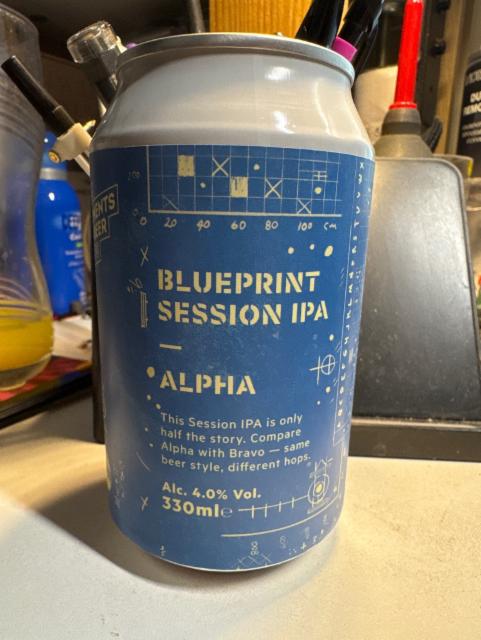 0 20 40 60 80 100 cm
BLUEPRINT
SESSION IPA
—
ALPHA
This Session IPA is only
half the story. Compare
Alpha with Bravo — same
beer style, different hops.
Alc. 4.0% Vol.
330ml℮